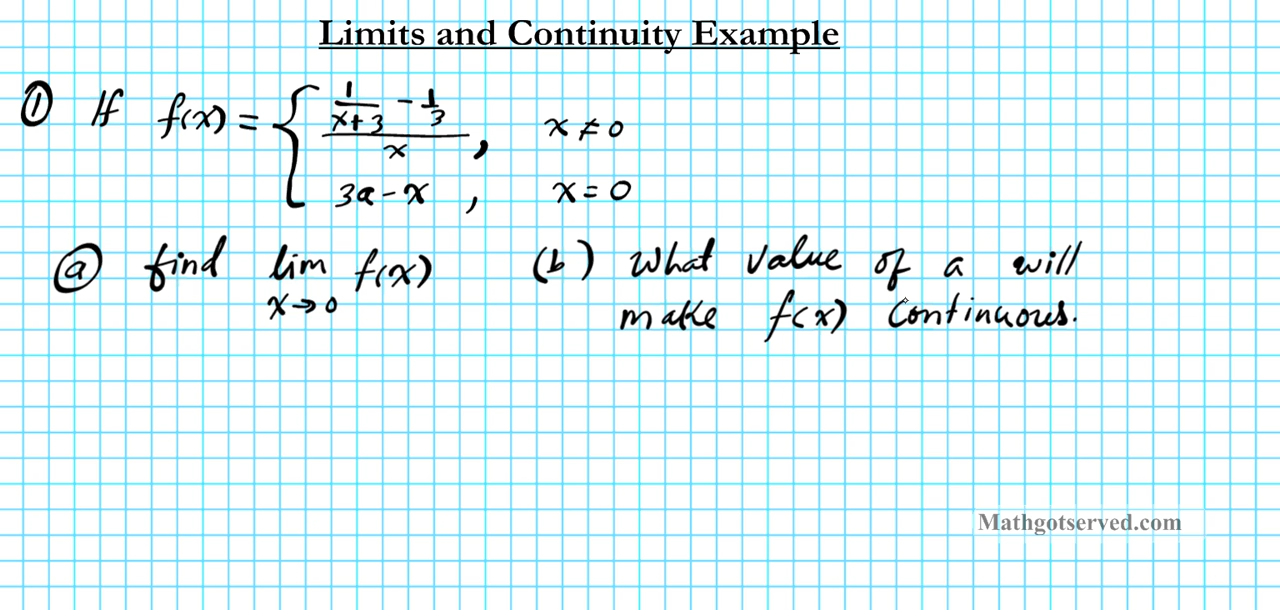 Limits and Continuity Example
① If f(x) = { (1/(x+3) - 1/3)/x , x ≠ 0
3a - x , x = 0
ⓐ find lim x→0 f(x) (b) What value of a will
make f(x) continuous.
Mathgotserved.com